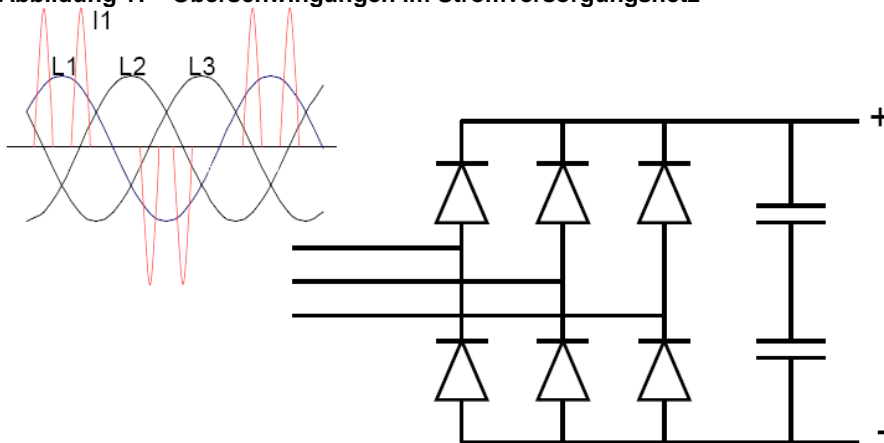 Abbildung 1. Oberschwingungen im Stromversorgungsnetz
I1
L1 L2 L3
+
-